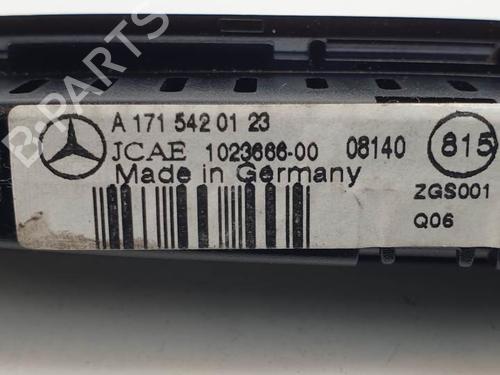 A 171 542 01 23
JCAE 1023666-00 08140 815
Made in Germany
ZGS001
Q06
B-PARTS